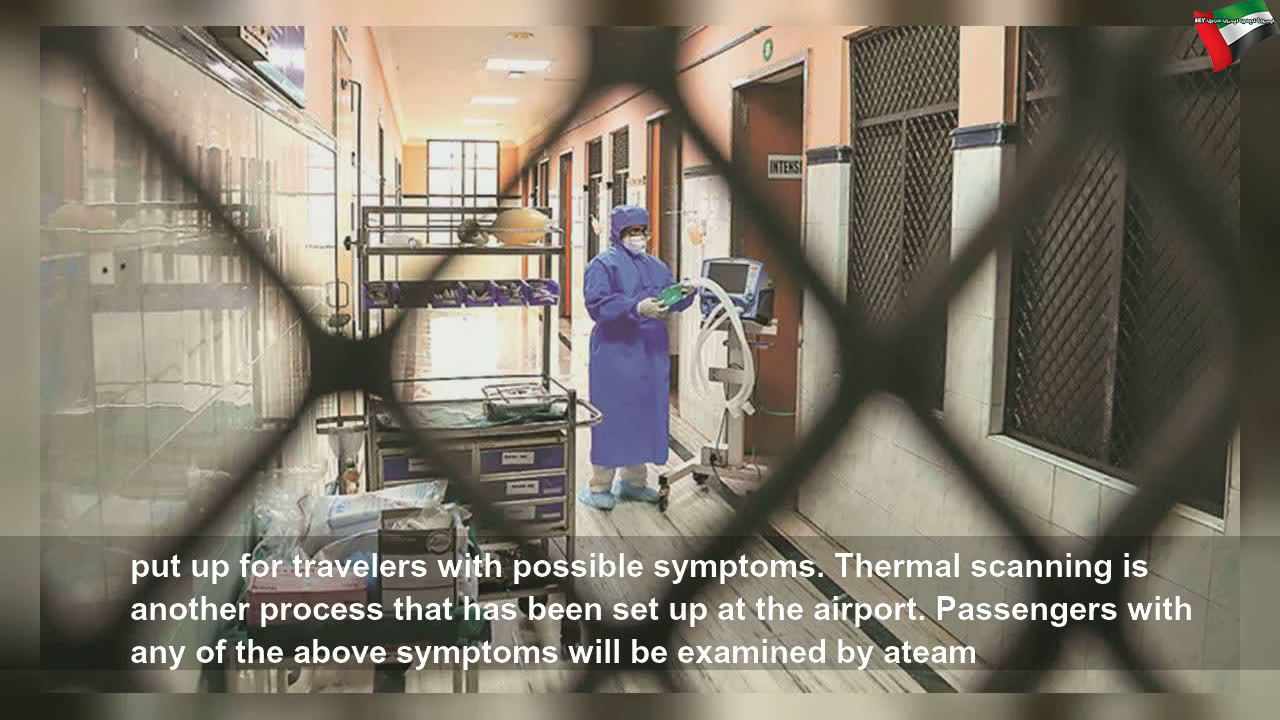 INTENSI
put up for travelers with possible symptoms. Thermal scanning is
another process that has been set up at the airport. Passengers with
any of the above symptoms will be examined by ateam